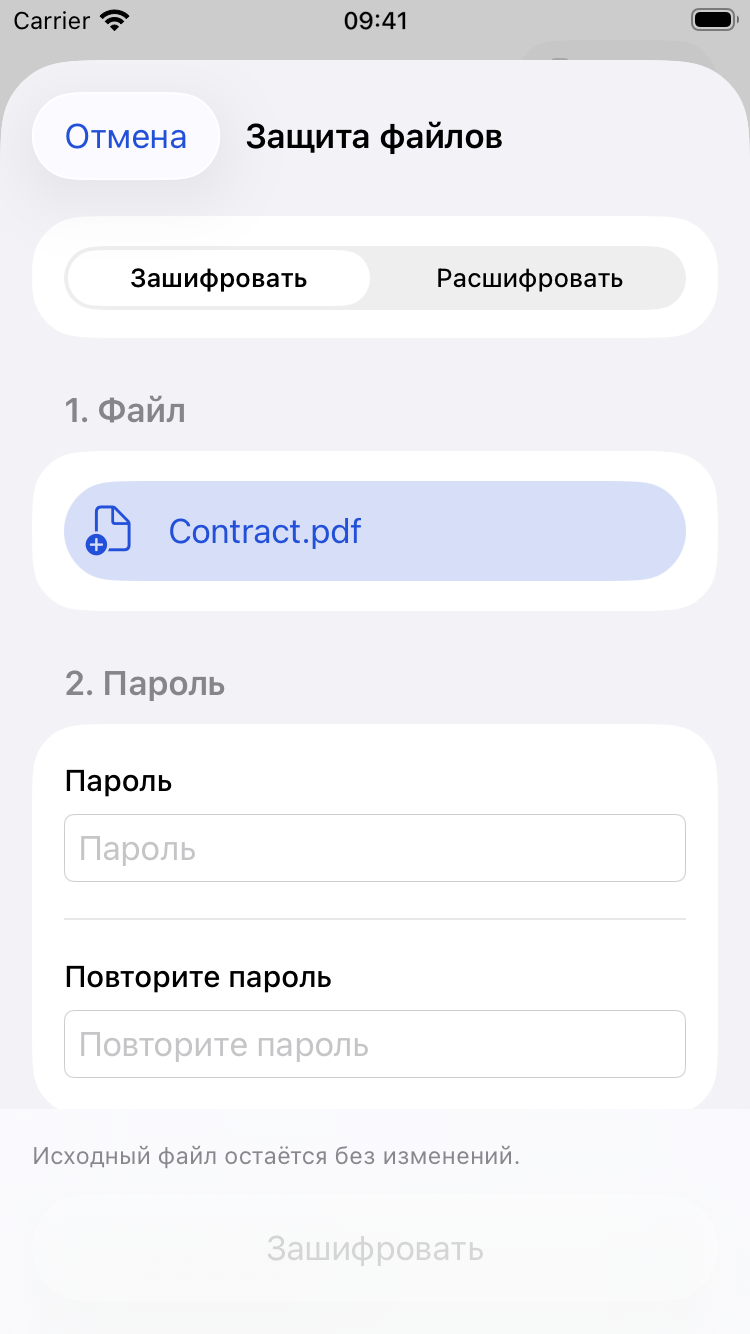 Carrier 09:41
Отмена Защита файлов
Зашифровать Расшифровать
1. Файл
Contract.pdf
2. Пароль
Пароль
Пароль
Повторите пароль
Повторите пароль
Исходный файл остаётся без изменений.
Зашифровать